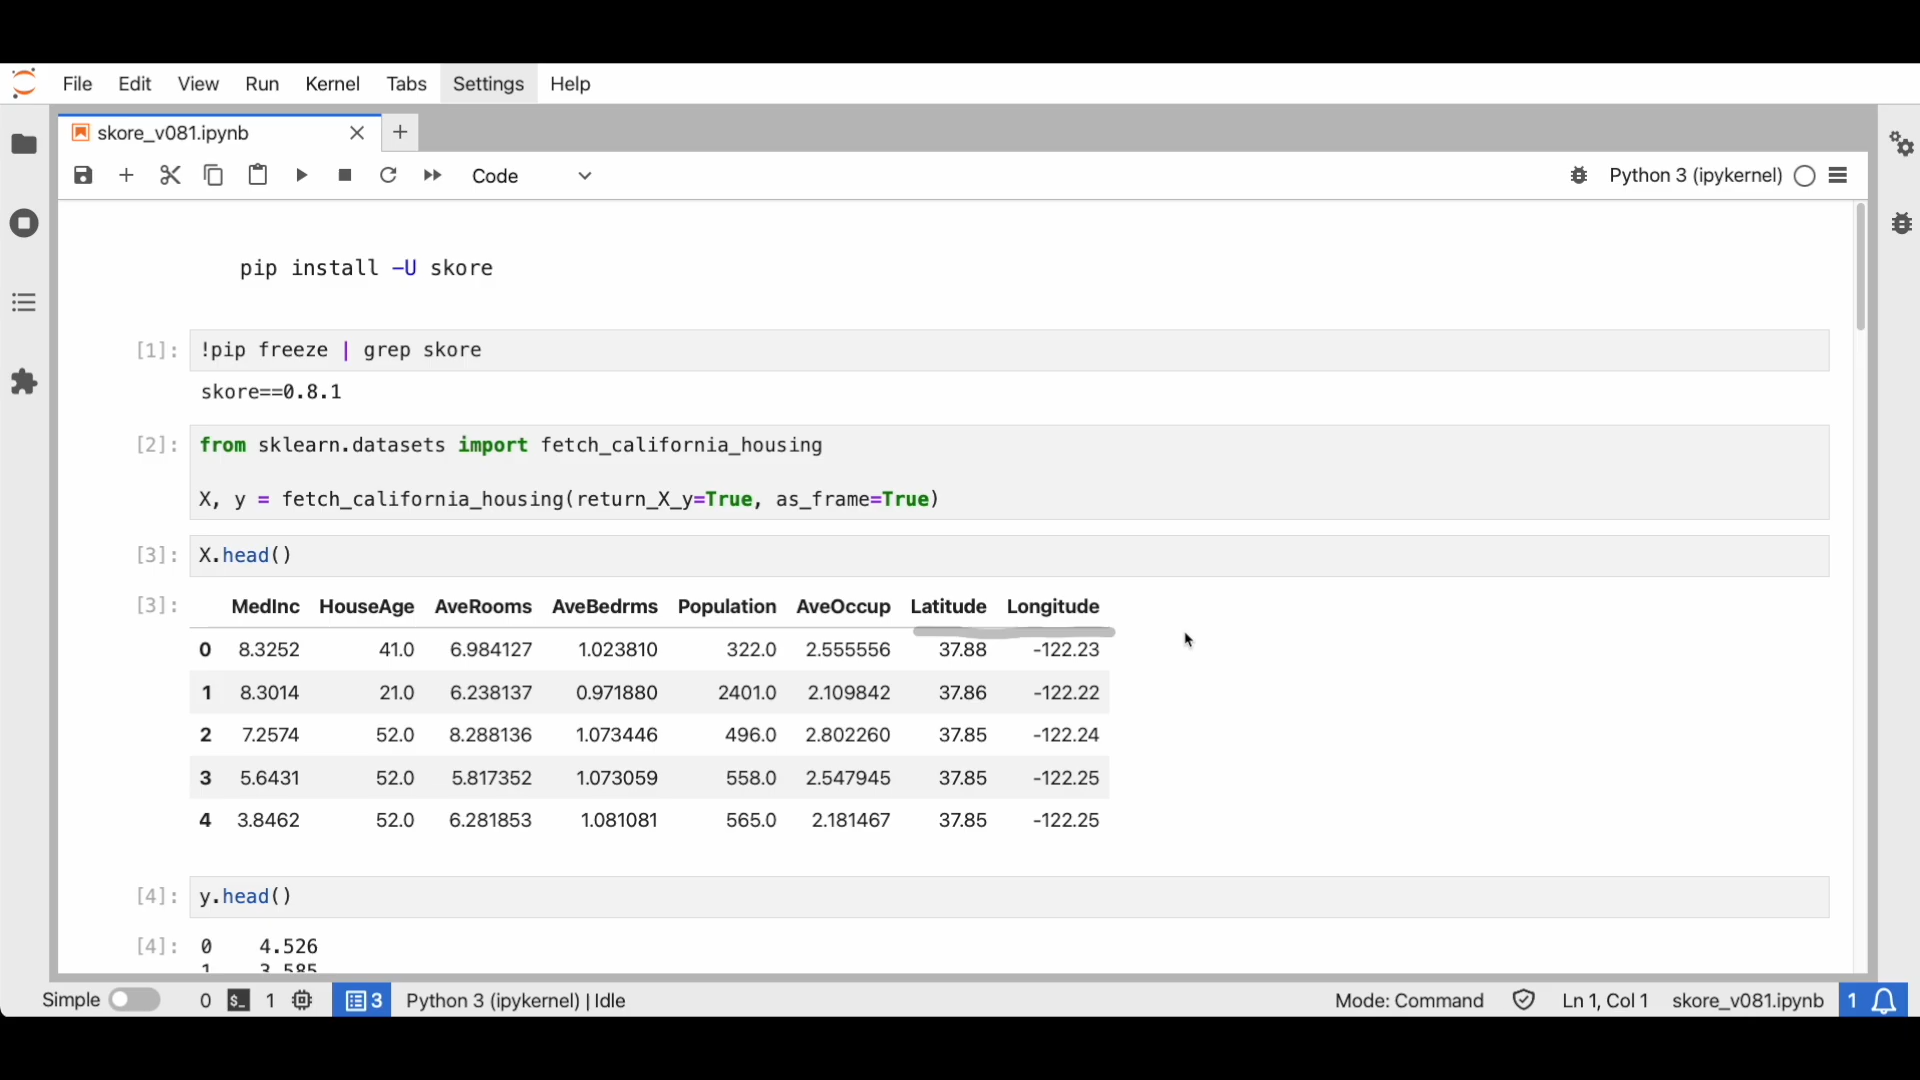 File Edit View Run Kernel Tabs Settings Help
skore_v081.ipynb
Code
Python 3 (ipykernel)
pip install -U skore
[1]: !pip freeze | grep skore
skore==0.8.1
[2]: from sklearn.datasets import fetch_california_housing
X, y = fetch_california_housing(return_X_y=True, as_frame=True)
[3]: X.head()
[3]: MedInc HouseAge AveRooms AveBedrms Population AveOccup Latitude Longitude
0 8.3252 41.0 6.984127 1.023810 322.0 2.555556 37.88 -122.23
1 8.3014 21.0 6.238137 0.971880 2401.0 2.109842 37.86 -122.22
2 7.2574 52.0 8.288136 1.073446 496.0 2.802260 37.85 -122.24
3 5.6431 52.0 5.817352 1.073059 558.0 2.547945 37.85 -122.25
4 3.8462 52.0 6.281853 1.081081 565.0 2.181467 37.85 -122.25
[4]: y.head()
[4]: 0 4.526
1 3.585
Simple 0 $_ 1 3 Python 3 (ipykernel) | Idle Mode: Command Ln 1, Col 1 skore_v081.ipynb 1